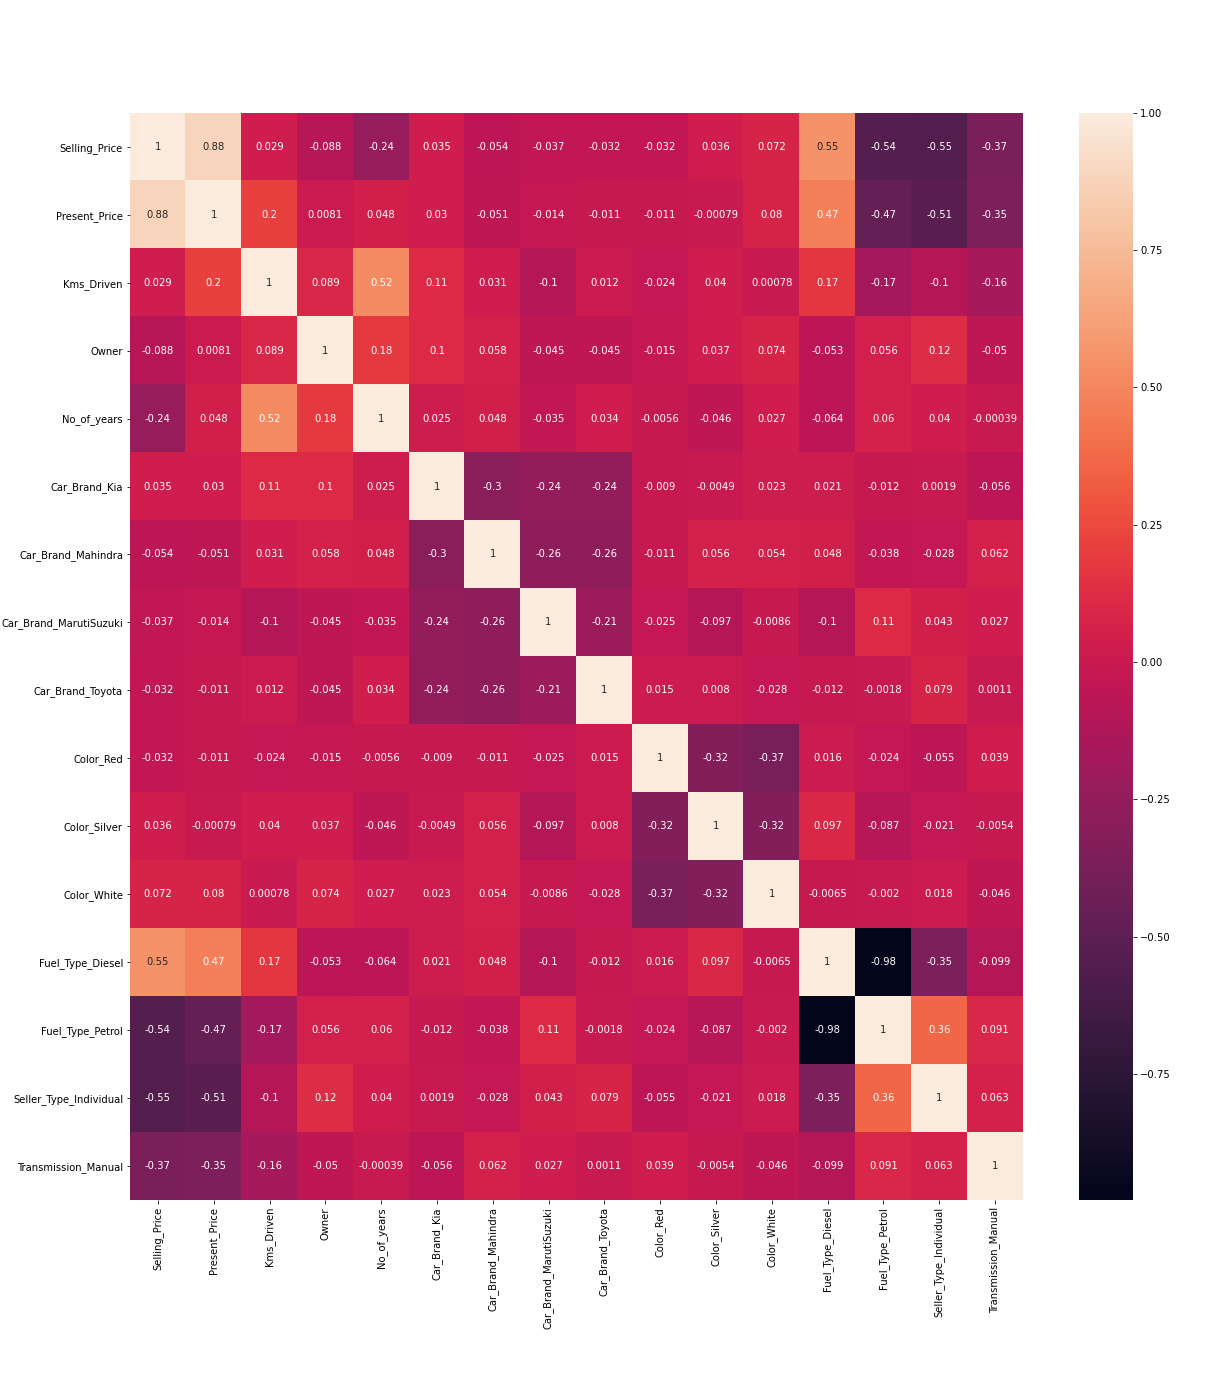 Selling_Price 1 0.88 0.029 -0.088 -0.24 0.035 -0.054 -0.037 -0.032 -0.032 0.036 0.072 0.55 -0.54 -0.55 -0.37
Present_Price 0.88 1 0.2 0.0081 0.048 0.03 -0.051 -0.014 -0.011 -0.011 -0.00079 0.08 0.47 -0.47 -0.51 -0.35
Kms_Driven 0.029 0.2 1 0.089 0.52 0.11 0.031 -0.1 0.012 -0.024 0.04 0.00078 0.17 -0.17 -0.1 -0.16
Owner -0.088 0.0081 0.089 1 0.18 0.1 0.058 -0.045 -0.045 -0.015 0.037 0.074 -0.053 0.056 0.12 -0.05
No_of_years -0.24 0.048 0.52 0.18 1 0.025 0.048 -0.035 0.034 -0.0056 -0.046 0.027 -0.064 0.06 0.04 -0.00039
Car_Brand_Kia 0.035 0.03 0.11 0.1 0.025 1 -0.3 -0.24 -0.24 -0.009 -0.0049 0.023 0.021 -0.012 0.0019 -0.056
Car_Brand_Mahindra -0.054 -0.051 0.031 0.058 0.048 -0.3 1 -0.26 -0.26 -0.011 0.056 0.054 0.048 -0.038 -0.028 0.062
Car_Brand_MarutiSuzuki -0.037 -0.014 -0.1 -0.045 -0.035 -0.24 -0.26 1 -0.21 -0.025 -0.097 -0.0086 -0.1 0.11 0.043 0.027
Car_Brand_Toyota -0.032 -0.011 0.012 -0.045 0.034 -0.24 -0.26 -0.21 1 0.015 0.008 -0.028 -0.012 -0.0018 0.079 0.0011
Color_Red -0.032 -0.011 -0.024 -0.015 -0.0056 -0.009 -0.011 -0.025 0.015 1 -0.32 -0.37 0.016 -0.024 -0.055 0.039
Color_Silver 0.036 -0.00079 0.04 0.037 -0.046 -0.0049 0.056 -0.097 0.008 -0.32 1 -0.32 0.097 -0.087 -0.021 -0.0054
Color_White 0.072 0.08 0.00078 0.074 0.027 0.023 0.054 -0.0086 -0.028 -0.37 -0.32 1 -0.0065 -0.002 0.018 -0.046
Fuel_Type_Diesel 0.55 0.47 0.17 -0.053 -0.064 0.021 0.048 -0.1 -0.012 0.016 0.097 -0.0065 1 -0.98 -0.35 -0.099
Fuel_Type_Petrol -0.54 -0.47 -0.17 0.056 0.06 -0.012 -0.038 0.11 -0.0018 -0.024 -0.087 -0.002 -0.98 1 0.36 0.091
Seller_Type_Individual -0.55 -0.51 -0.1 0.12 0.04 0.0019 -0.028 0.043 0.079 -0.055 -0.021 0.018 -0.35 0.36 1 0.063
Transmission_Manual -0.37 -0.35 -0.16 -0.05 -0.00039 -0.056 0.062 0.027 0.0011 0.039 -0.0054 -0.046 -0.099 0.091 0.063 1
Selling_Price
Present_Price
Kms_Driven
Owner
No_of_years
Car_Brand_Kia
Car_Brand_Mahindra
Car_Brand_MarutiSuzuki
Car_Brand_Toyota
Color_Red
Color_Silver
Color_White
Fuel_Type_Diesel
Fuel_Type_Petrol
Seller_Type_Individual
Transmission_Manual
1.00
0.75
0.50
0.25
0.00
−0.25
−0.50
−0.75